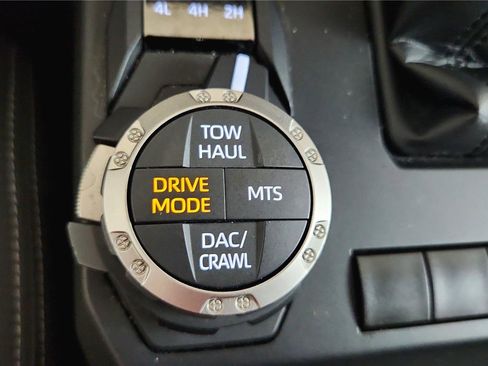 4L 4H 2H
TOW
HAUL
DRIVE
MODE
MTS
DAC/
CRAWL